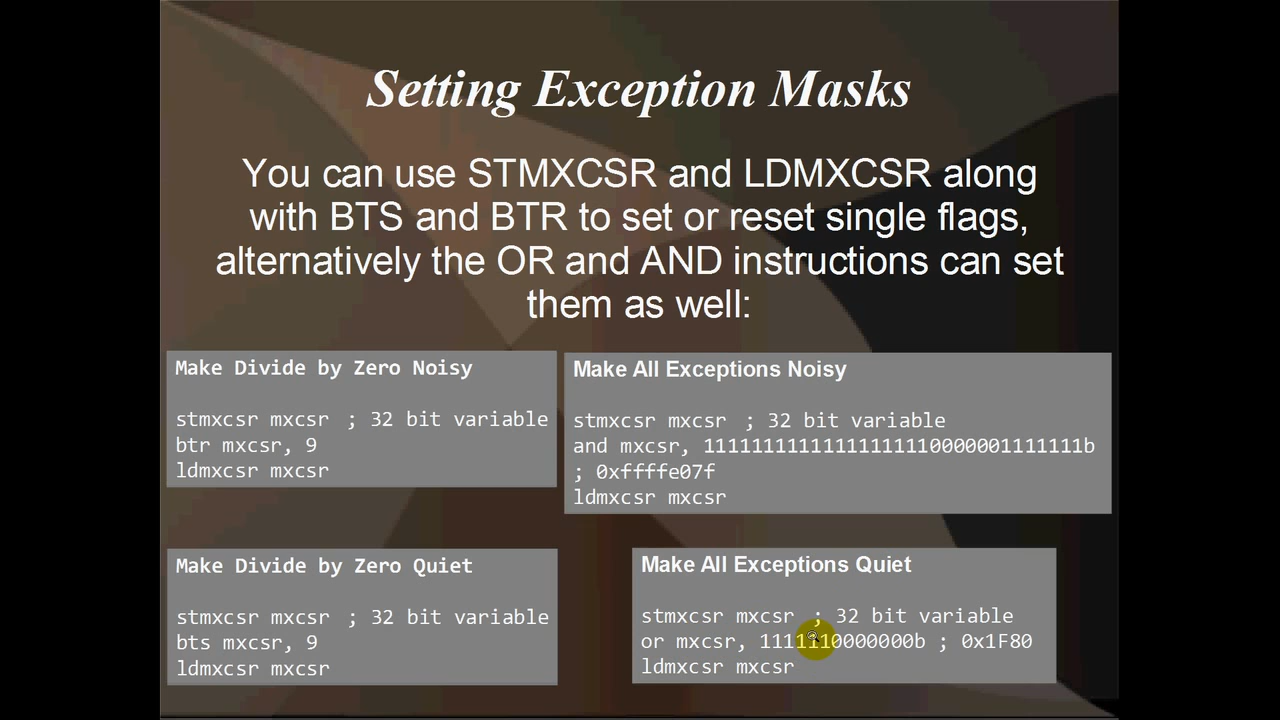 Setting Exception Masks
You can use STMXCSR and LDMXCSR along
with BTS and BTR to set or reset single flags,
alternatively the OR and AND instructions can set
them as well:
Make Divide by Zero Noisy
stmxcsr mxcsr ; 32 bit variable
btr mxcsr, 9
ldmxcsr mxcsr
Make All Exceptions Noisy
stmxcsr mxcsr ; 32 bit variable
and mxcsr, 11111111111111111110000001111111b
; 0xffffe07f
ldmxcsr mxcsr
Make Divide by Zero Quiet
stmxcsr mxcsr ; 32 bit variable
bts mxcsr, 9
ldmxcsr mxcsr
Make All Exceptions Quiet
stmxcsr mxcsr ; 32 bit variable
or mxcsr, 1111110000000b ; 0x1F80
ldmxcsr mxcsr